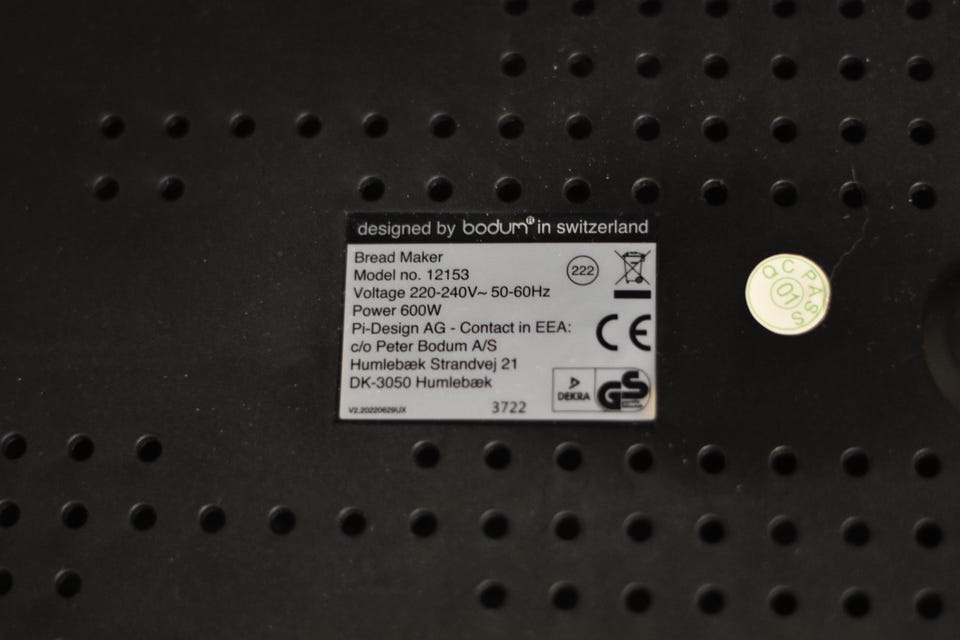 designed by bodum® in switzerland
Bread Maker
Model no. 12153
Voltage 220-240V~ 50-60Hz
Power 600W
Pi-Design AG - Contact in EEA:
c/o Peter Bodum A/S
Humlebæk Strandvej 21
DK-3050 Humlebæk
V2.20220629UX
3722
222
CE
DEKRA
GS
QC PASS
01